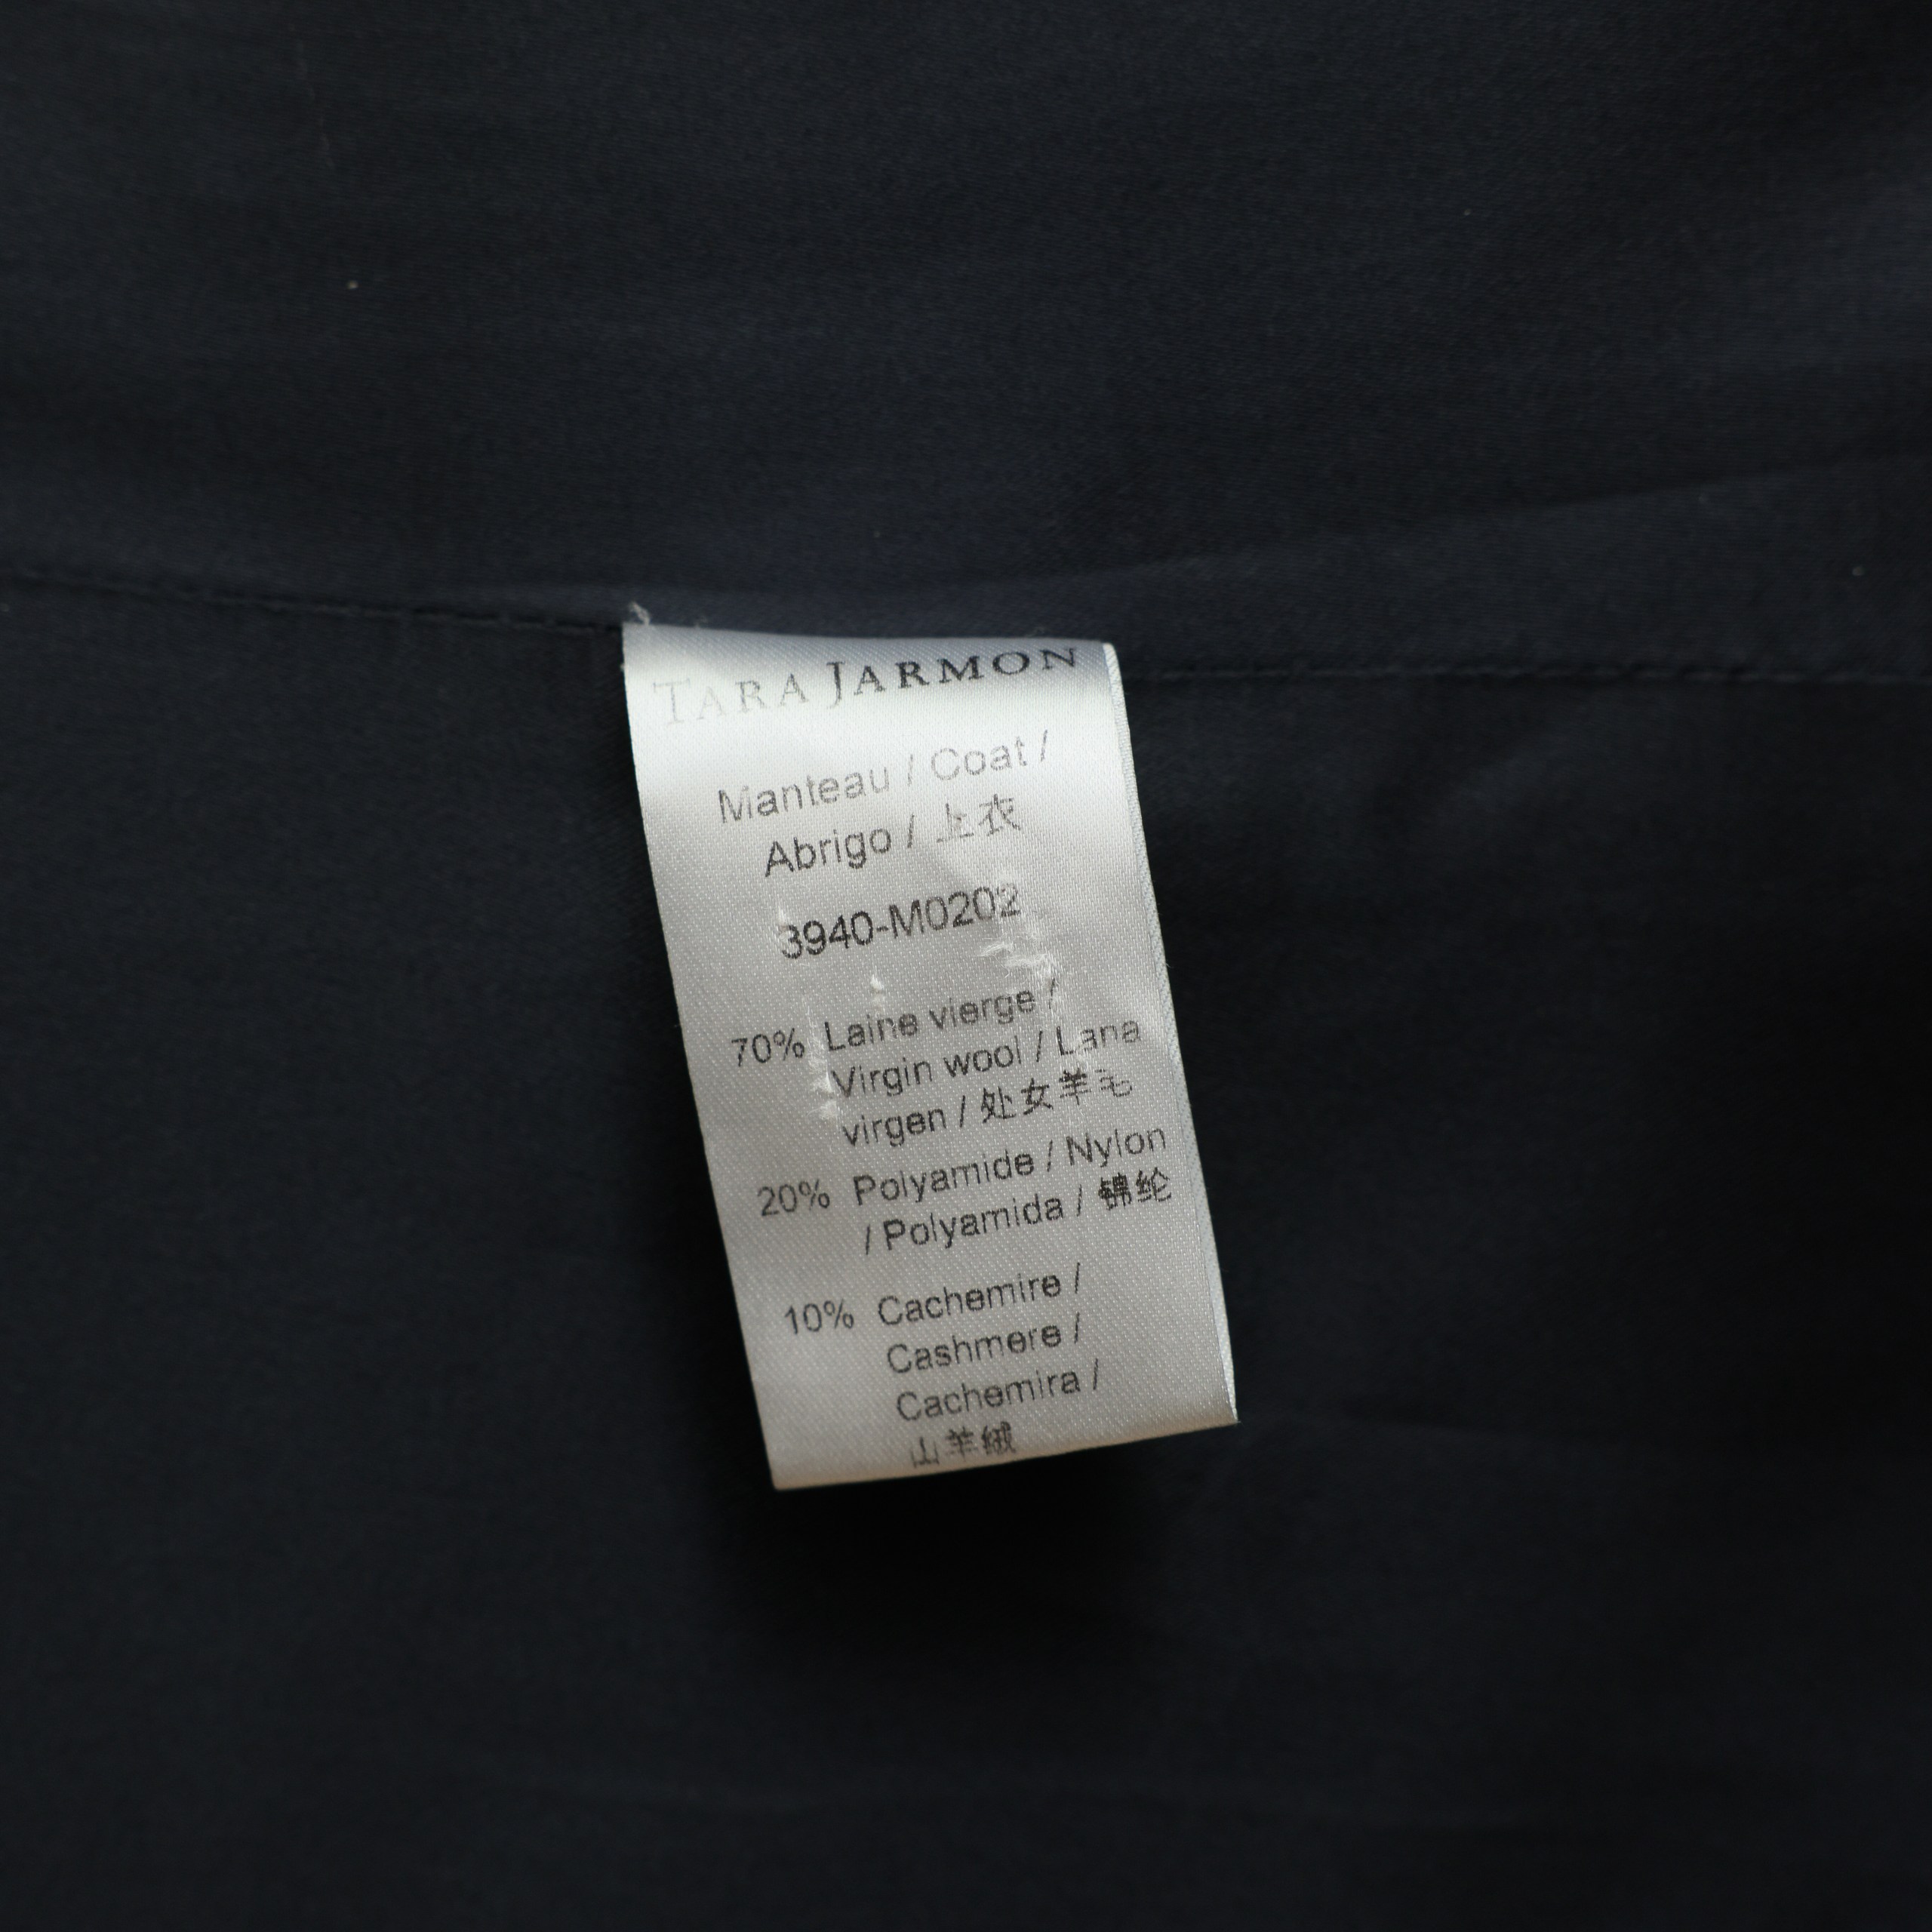 TARA JARMON
Manteau / Coat /
Abrigo / 上衣
3940-M0202
70% Laine vierge /
Virgin wool / Lana
virgen / 处女羊毛
20% Polyamide / Nylon
/ Polyamida / 锦纶
10% Cachemire /
Cashmere /
Cachemira /
山羊绒